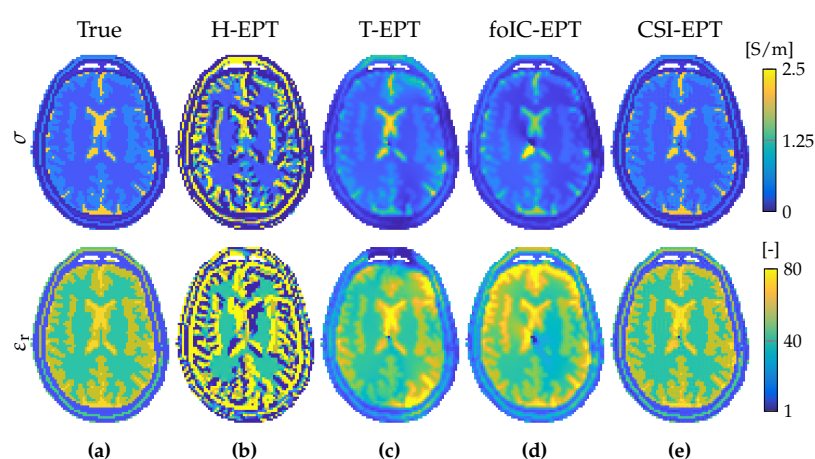 True H-EPT T-EPT foIC-EPT CSI-EPT
[S/m]
2.5
σ
1.25
0
[-]
80
εr
40
1
(a) (b) (c) (d) (e)